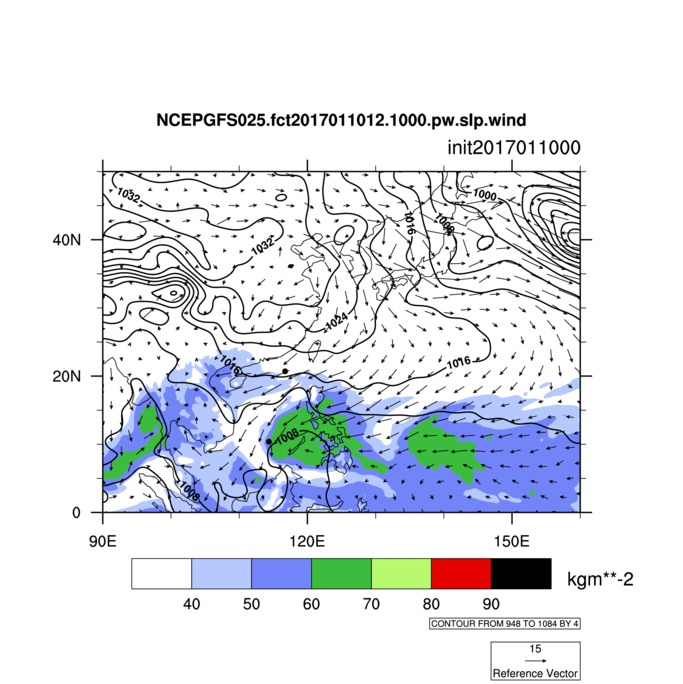 NCEPGFS025.fct2017011012.1000.pw.slp.wind
init2017011000
1032
1000
1016
1008
40N
1032
1024
1016
1016
20N
1008
1008
0
90E 120E 150E
40 50 60 70 80 90
kgm**-2
CONTOUR FROM 948 TO 1084 BY 4
15
Reference Vector